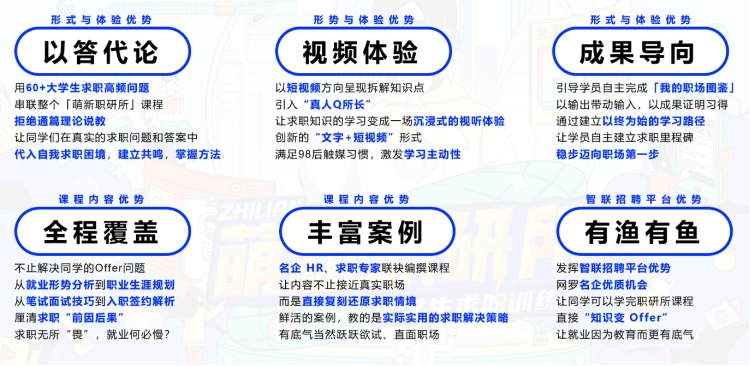 形式与体验优势
以答代论
用60+大学生求职高频问题
串联整个「萌新职研所」课程
拒绝通篇理论说教
让同学们在真实的求职问题和答案中
代入自我求职困境，建立共鸣，掌握方法
形势与体验优势
视频体验
以短视频方向呈现拆解知识点
引入“真人Q所长”
让求职知识的学习变成一场沉浸式的视听体验
创新的“文字+短视频”形式
满足98后触媒习惯，激发学习主动性
形式与体验优势
成果导向
引导学员自主完成「我的职场图鉴」
以输出带动输入，以成果证明习得
通过建立以终为始的学习路径
让学员自主建立求职里程碑
稳步迈向职场第一步
课程内容优势
全程覆盖
不止解决同学的Offer问题
从就业形势分析到职业生涯规划
从笔试面试技巧到入职签约解析
厘清求职“前因后果”
求职无所“畏”，就业何必慢？
课程内容优势
丰富案例
名企 HR、求职专家联袂编撰课程
让内容不止接近真实职场
而是直接复刻还原求职情境
鲜活的案例，教的是实际实用的求职解决策略
有底气当然跃跃欲试、直面职场
智联招聘平台优势
有渔有鱼
发挥智联招聘平台优势
网罗名企优质机会
让同学可以学完职研所课程
直接“知识变 Offer”
让就业因为教育而更有底气
ZHILIAN